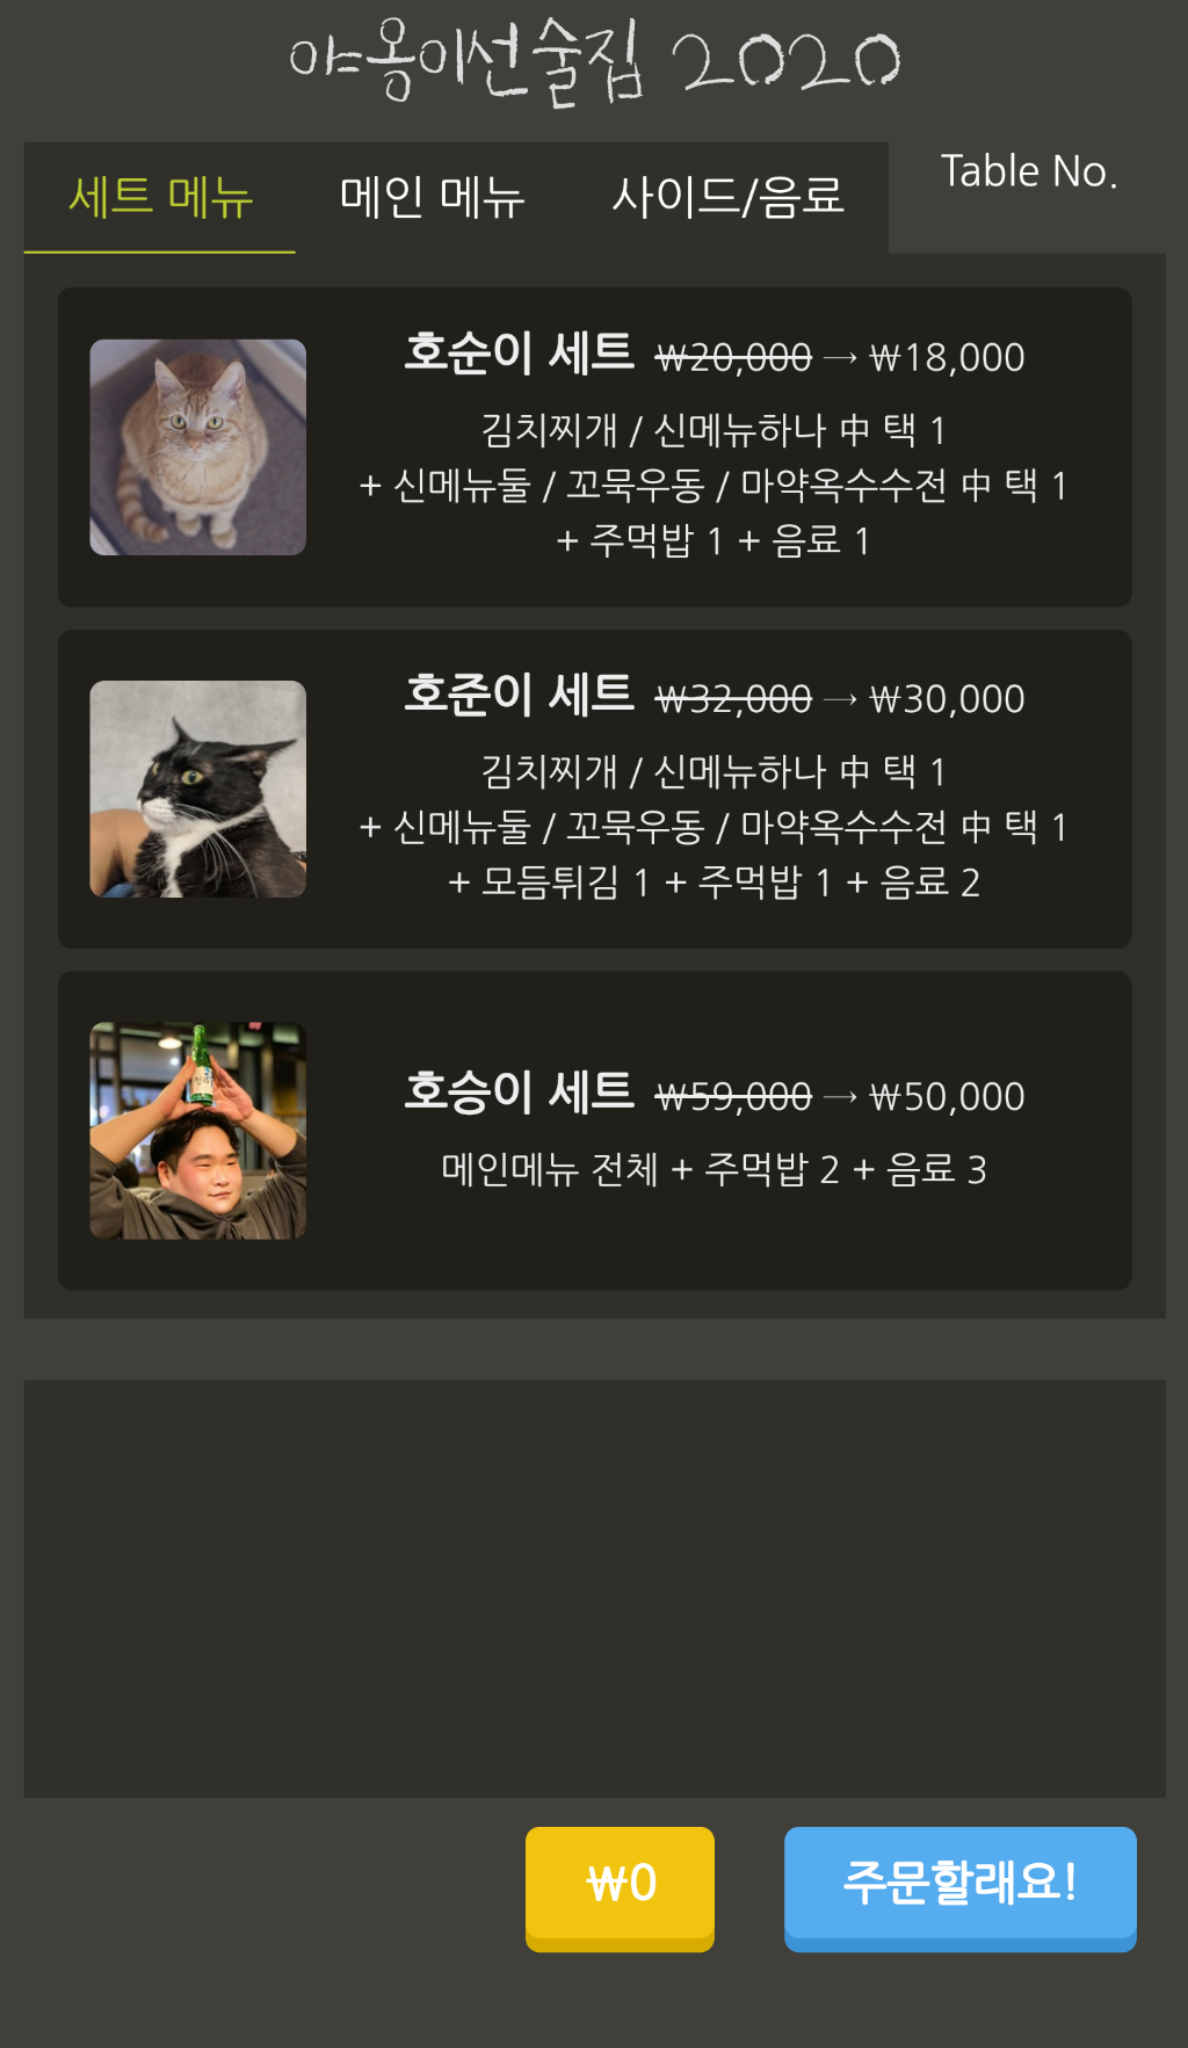 야옹이선술집 2020
세트 메뉴 메인 메뉴 사이드/음료 Table No.
호순이 세트 ₩20,000 → ₩18,000
김치찌개 / 신메뉴하나 中 택 1
+ 신메뉴둘 / 꼬묵우동 / 마약옥수수전 中 택 1
+ 주먹밥 1 + 음료 1
호준이 세트 ₩32,000 → ₩30,000
김치찌개 / 신메뉴하나 中 택 1
+ 신메뉴둘 / 꼬묵우동 / 마약옥수수전 中 택 1
+ 모듬튀김 1 + 주먹밥 1 + 음료 2
호승이 세트 ₩59,000 → ₩50,000
메인메뉴 전체 + 주먹밥 2 + 음료 3
₩0 주문할래요!